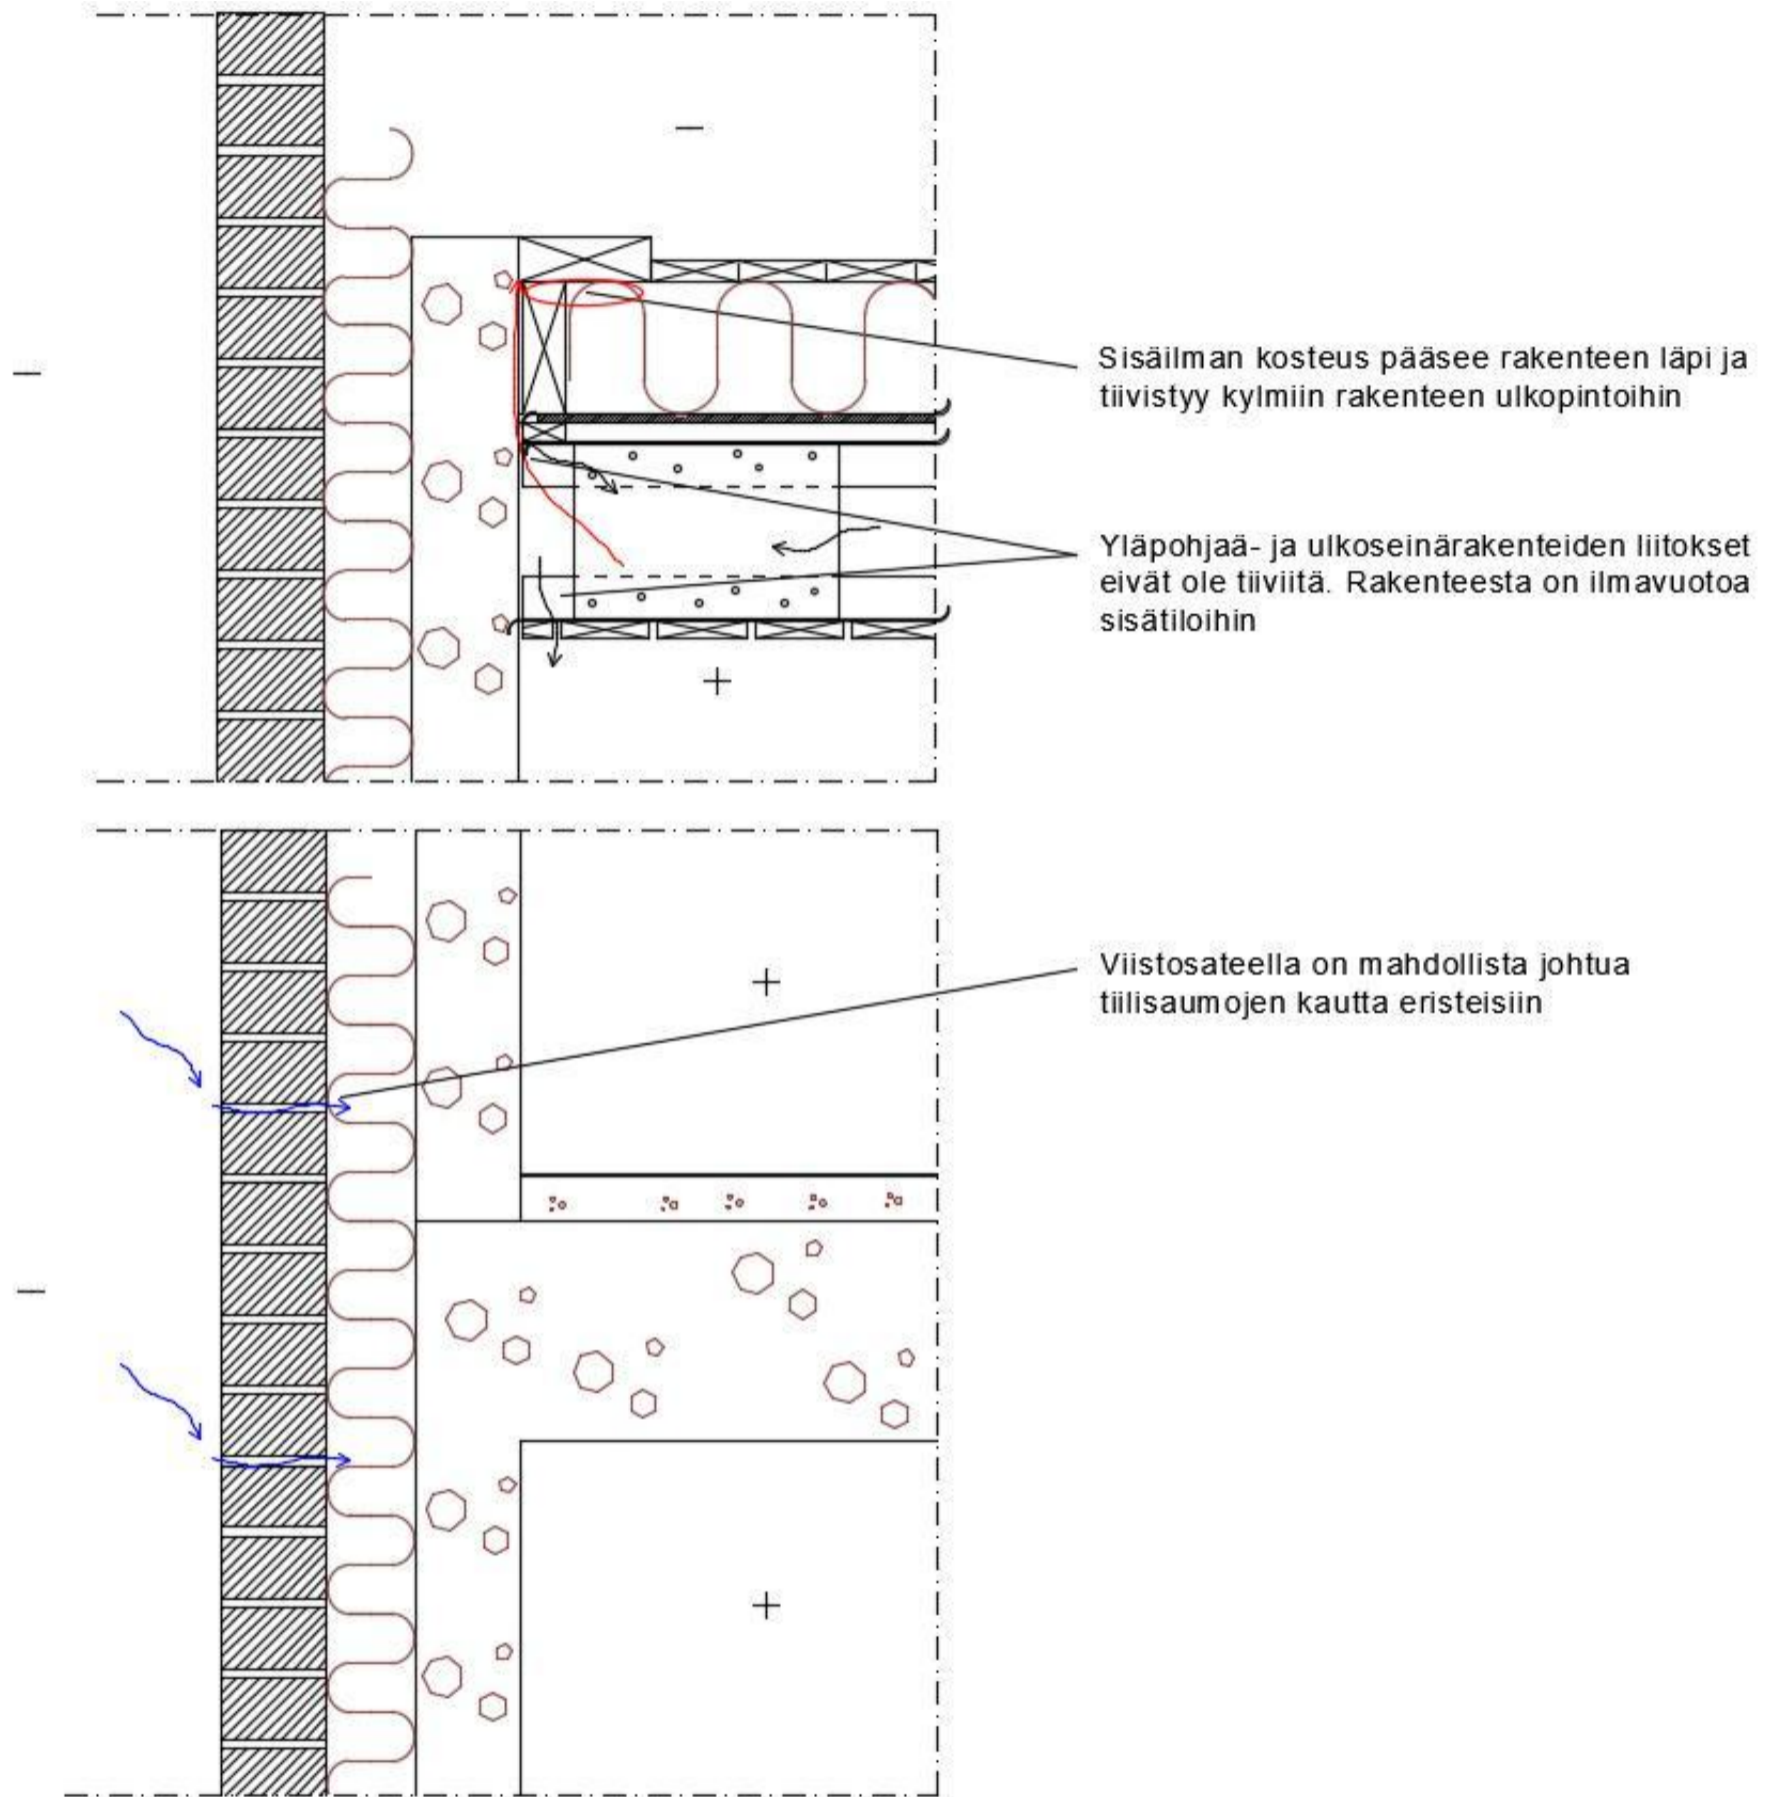 Sisäilman kosteus pääsee rakenteen läpi ja
tiivistyy kylmiin rakenteen ulkopintoihin
Yläpohjaä- ja ulkoseinärakenteiden liitokset
eivät ole tiiviitä. Rakenteesta on ilmavuotoa
sisätiloihin
Viistosateella on mahdollista johtua
tiilisaumojen kautta eristeisiin